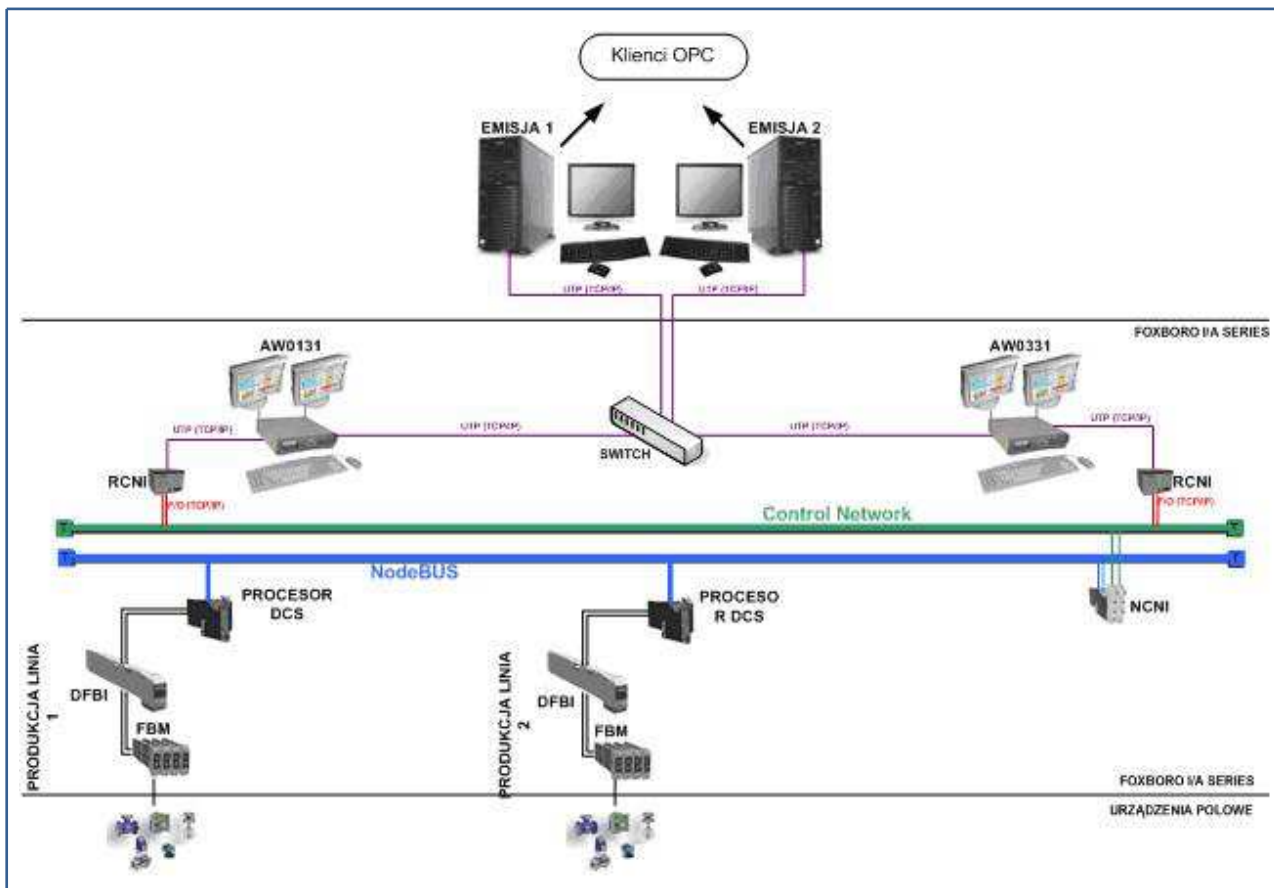 Klienci OPC
EMISJA 1
EMISJA 2
UTP (TCP/IP)
UTP (TCP/IP)
FOXBORO I/A SERIES
AW0131
AW0331
UTP (TCP/IP)
UTP (TCP/IP)
UTP (TCP/IP)
UTP (TCP/IP)
SWITCH
RCNI
RCNI
F/O (TCP/IP)
F/O (TCP/IP)
Control Network
T
T
T
T
NodeBUS
PROCESOR
DCS
PROCESO
R DCS
NCNI
PRODUKCJA LINIA
1
DFBI
FBM
PRODUKCJA LINIA
2
DFBI
FBM
FOXBORO I/A SERIES
URZĄDZENIA POLOWE